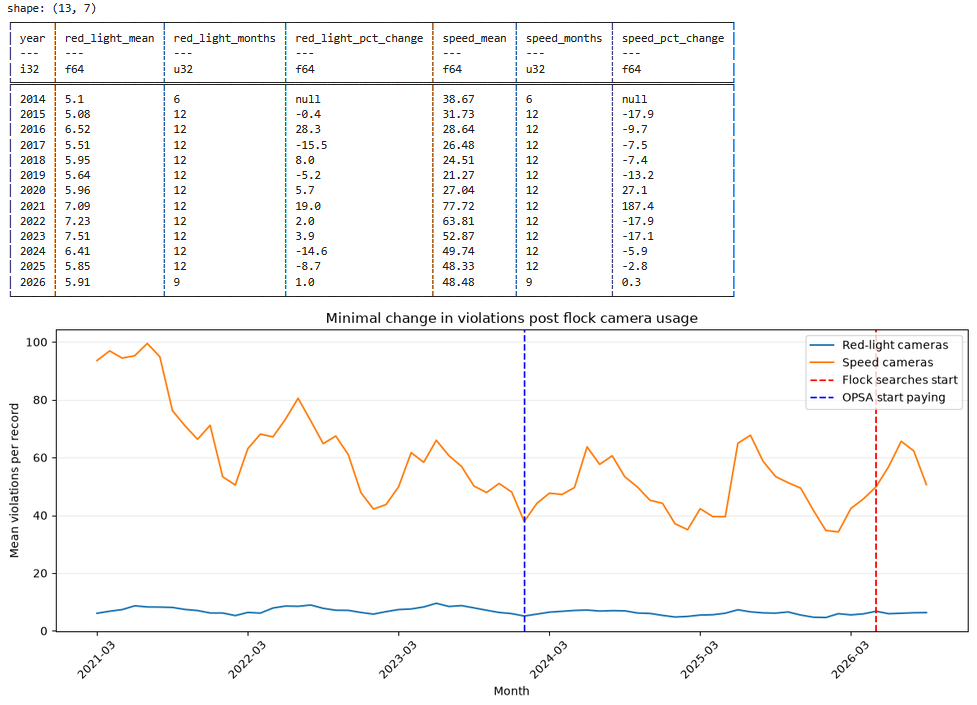 shape: (13, 7)
year red_light_mean red_light_months red_light_pct_change speed_mean speed_months speed_pct_change
--- --- --- --- --- --- ---
i32 f64 u32 f64 f64 u32 f64
2014 5.1 6 null 38.67 6 null
2015 5.08 12 -0.4 31.73 12 -17.9
2016 6.52 12 28.3 28.64 12 -9.7
2017 5.51 12 -15.5 26.48 12 -7.5
2018 5.95 12 8.0 24.51 12 -7.4
2019 5.64 12 -5.2 21.27 12 -13.2
2020 5.96 12 5.7 27.04 12 27.1
2021 7.09 12 19.0 77.72 12 187.4
2022 7.23 12 2.0 63.81 12 -17.9
2023 7.51 12 3.9 52.87 12 -17.1
2024 6.41 12 -14.6 49.74 12 -5.9
2025 5.85 12 -8.7 48.33 12 -2.8
2026 5.91 9 1.0 48.48 9 0.3
Minimal change in violations post flock camera usage
Red-light cameras
Speed cameras
Flock searches start
OPSA start paying
Mean violations per record
100
80
60
40
20
0
2021-03 2022-03 2023-03 2024-03 2025-03 2026-03
Month